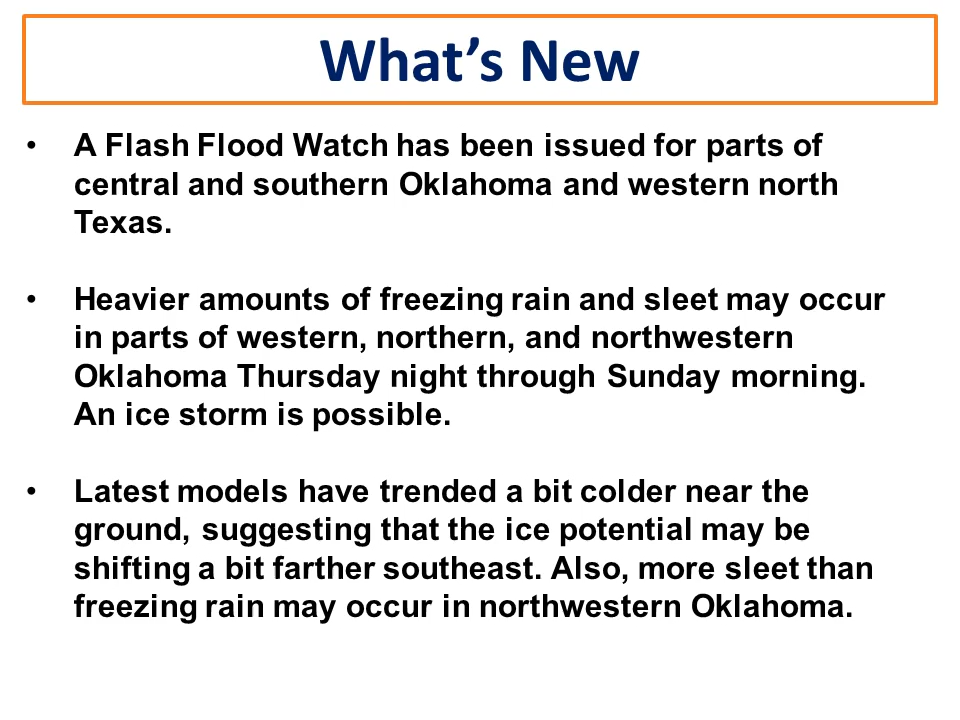 What’s New
• A Flash Flood Watch has been issued for parts of
central and southern Oklahoma and western north
Texas.
• Heavier amounts of freezing rain and sleet may occur
in parts of western, northern, and northwestern
Oklahoma Thursday night through Sunday morning.
An ice storm is possible.
• Latest models have trended a bit colder near the
ground, suggesting that the ice potential may be
shifting a bit farther southeast. Also, more sleet than
freezing rain may occur in northwestern Oklahoma.